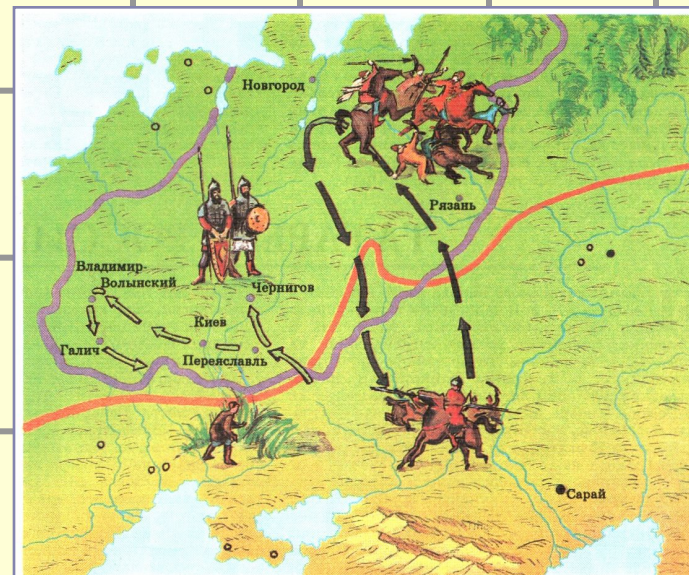 Новгород
Рязань
Владимир-
Волынский
Чернигов
Киев
Галич
Переяславль
Сарай